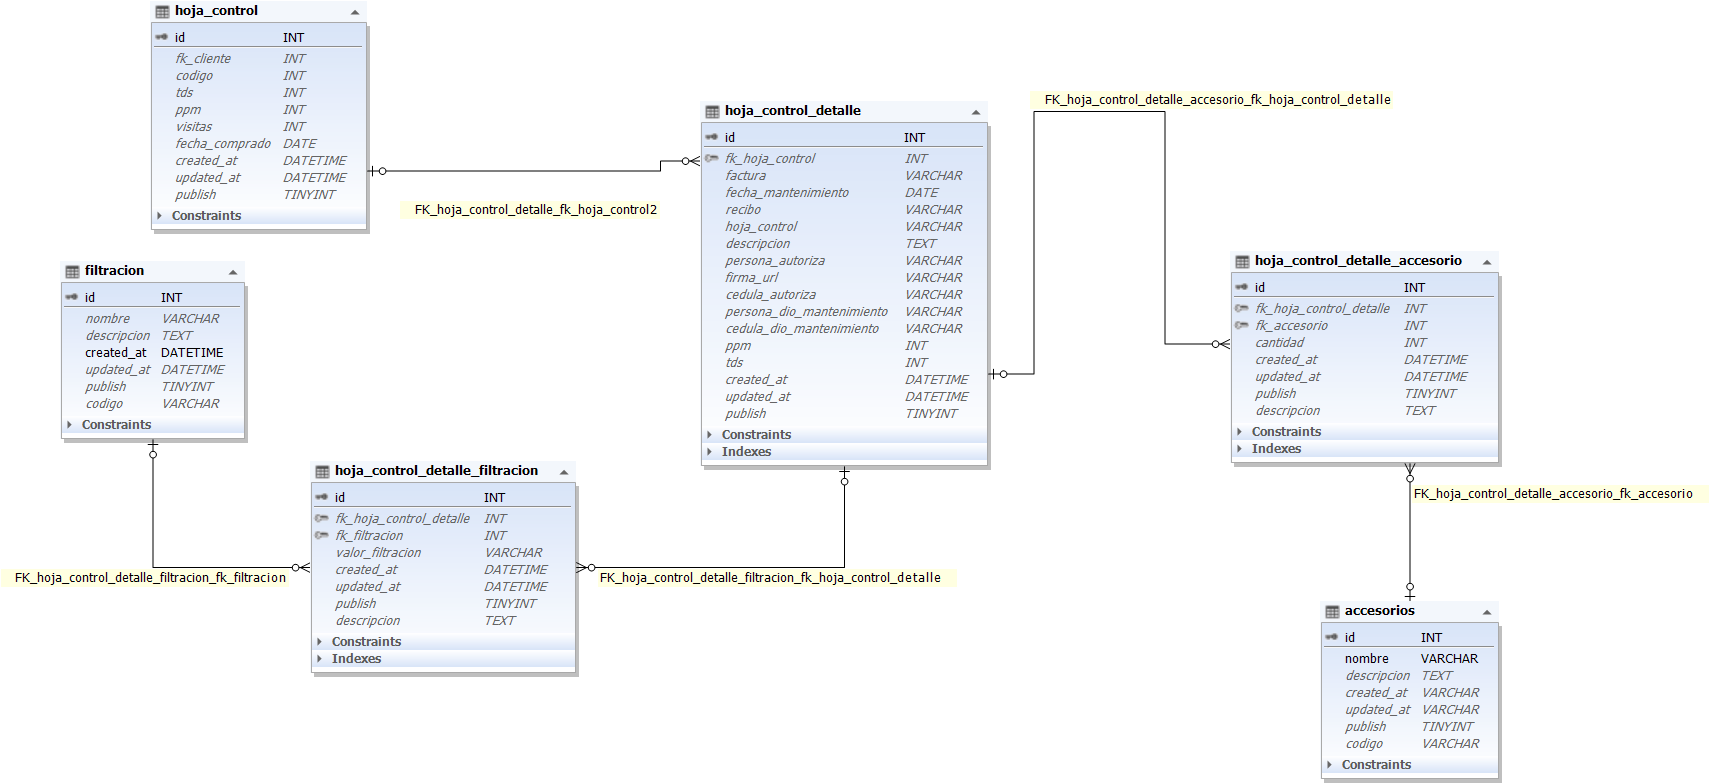 hoja_control
id INT
fk_cliente INT
codigo INT
tds INT
ppm INT
visitas INT
fecha_comprado DATE
created_at DATETIME
updated_at DATETIME
publish TINYINT
Constraints
FK_hoja_control_detalle_fk_hoja_control2
hoja_control_detalle
id INT
fk_hoja_control INT
factura VARCHAR
fecha_mantenimiento DATE
recibo VARCHAR
hoja_control VARCHAR
descripcion TEXT
persona_autoriza VARCHAR
firma_url VARCHAR
cedula_autoriza VARCHAR
persona_dio_mantenimiento VARCHAR
cedula_dio_mantenimiento VARCHAR
ppm INT
tds INT
created_at DATETIME
updated_at DATETIME
publish TINYINT
Constraints
Indexes
FK_hoja_control_detalle_accesorio_fk_hoja_control_detalle
hoja_control_detalle_accesorio
id INT
fk_hoja_control_detalle INT
fk_accesorio INT
cantidad INT
created_at DATETIME
updated_at DATETIME
publish TINYINT
descripcion TEXT
Constraints
Indexes
filtracion
id INT
nombre VARCHAR
descripcion TEXT
created_at DATETIME
updated_at DATETIME
publish TINYINT
codigo VARCHAR
Constraints
hoja_control_detalle_filtracion
id INT
fk_hoja_control_detalle INT
fk_filtracion INT
valor_filtracion VARCHAR
created_at DATETIME
updated_at DATETIME
publish TINYINT
descripcion TEXT
Constraints
Indexes
FK_hoja_control_detalle_filtracion_fk_filtracion
FK_hoja_control_detalle_filtracion_fk_hoja_control_detalle
FK_hoja_control_detalle_accesorio_fk_accesorio
accesorios
id INT
nombre VARCHAR
descripcion TEXT
created_at VARCHAR
updated_at VARCHAR
publish TINYINT
codigo VARCHAR
Constraints